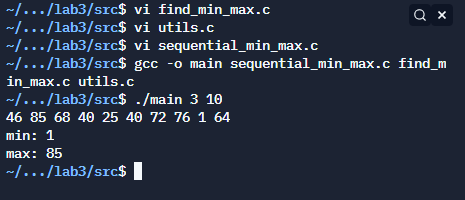 ~/.../lab3/src$ vi find_min_max.c
~/.../lab3/src$ vi utils.c
~/.../lab3/src$ vi sequential_min_max.c
~/.../lab3/src$ gcc -o main sequential_min_max.c find_m
in_max.c utils.c
~/.../lab3/src$ ./main 3 10
46 85 68 40 25 40 72 76 1 64
min: 1
max: 85
~/.../lab3/src$